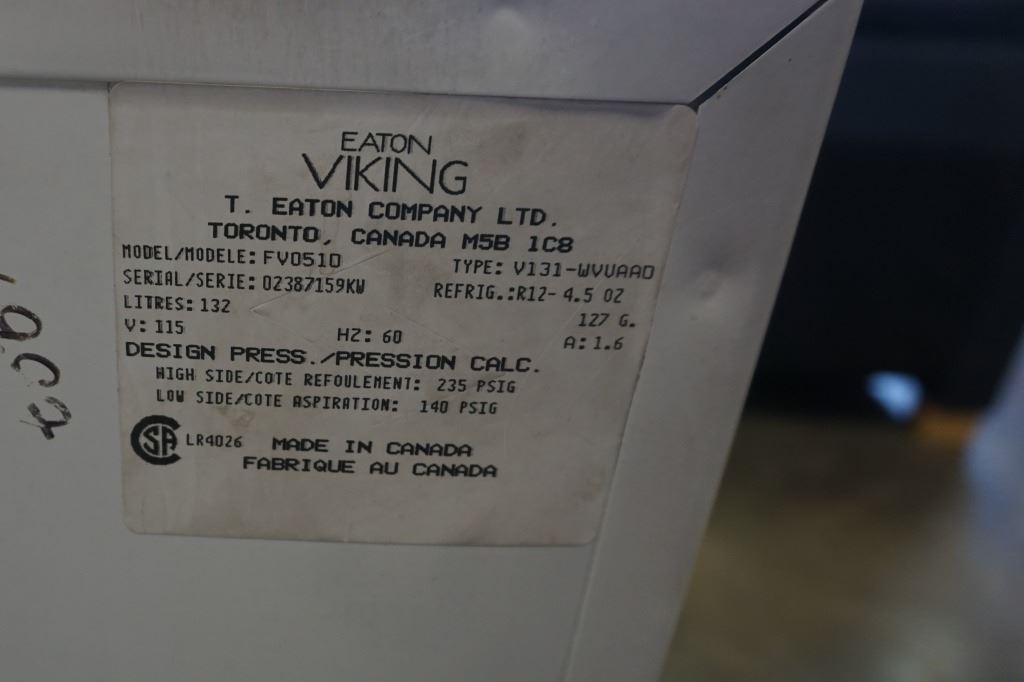 EATON
VIKING
T. EATON COMPANY LTD.
TORONTO, CANADA M5B 1C8
MODEL/MODELE: FV0510
TYPE: V131-WVUAAD
SERIAL/SERIE: 02387159KW
REFRIG.:R12- 4.5 OZ
LITRES: 132
127 G.
V: 115
HZ: 60
A: 1.6
DESIGN PRESS./PRESSION CALC.
HIGH SIDE/COTE REFOULEMENT: 235 PSIG
LOW SIDE/COTE ASPIRATION: 140 PSIG
SA LR4026
MADE IN CANADA
FABRIQUE AU CANADA